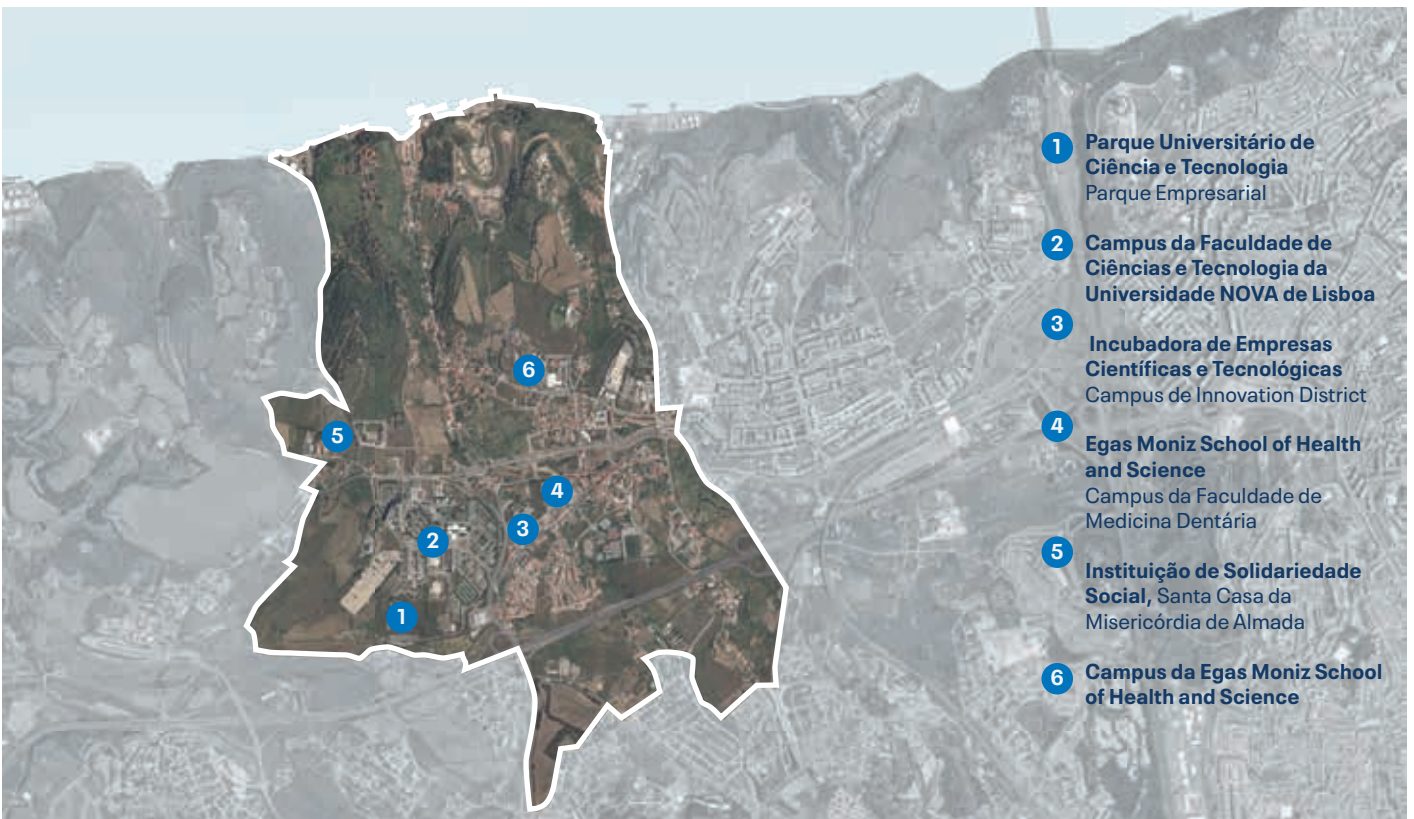 6
5
4
3
2
1
1
Parque Universitário de
Ciência e Tecnologia
Parque Empresarial
2
Campus da Faculdade de
Ciências e Tecnologia da
Universidade NOVA de Lisboa
3
Incubadora de Empresas
Científicas e Tecnológicas
Campus de Innovation District
4
Egas Moniz School of Health
and Science
Campus da Faculdade de
Medicina Dentária
5
Instituição de Solidariedade
Social, Santa Casa da
Misericórdia de Almada
6
Campus da Egas Moniz School
of Health and Science